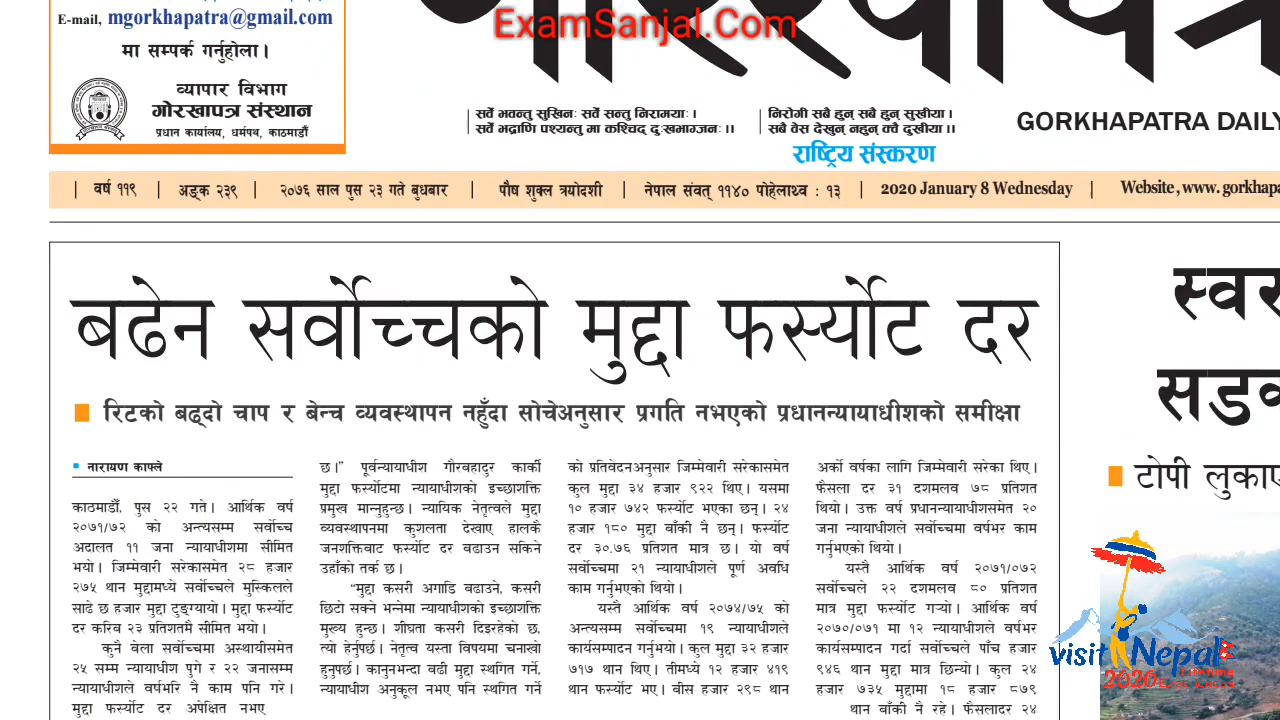 E-mail, mgorkhapatra@gmail.com
मा सम्पर्क गर्नुहोला।
व्यापार विभाग
गोरखापत्र संस्थान
प्रधान कार्यालय, धर्मपथ, काठमाडौं
ExamSanjal.Com
सर्वे भवन्तु सुखिनः सर्वे सन्तु निरामयाः ।
सर्वे भद्राणि पश्यन्तु मा कश्चिद् दुःखभाग्जनः ।।
निरोगी सबै हुन् सबै हुन् सुखीया ।
सबै वेस देखुन् नहुन् क्वै दुखीया ।।
राष्ट्रिय संस्करण
GORKHAPATRA DAILY
वर्ष ११९ | अङ्क २३९ | २०७६ साल पुस २३ गते बुधबार | पौष शुक्ल त्रयोदशी | नेपाल संवत् ११४० पोहेलाथ्व : १३ | 2020 January 8 Wednesday | Website, www. gorkhapa
बढेन सर्वोच्चको मुद्दा फर्स्योट दर
रिटको बढ्दो चाप र बेन्च व्यवस्थापन नहुँदा सोचेअनुसार प्रगति नभएको प्रधानन्यायाधीशको समीक्षा
नारायण काफ्ले
काठमाडौँ, पुस २२ गते। आर्थिक वर्ष
२०७१/७२ को अन्त्यसम्म सर्वोच्च
अदालत ११ जना न्यायाधीशमा सीमित
भयो। जिम्मेवारी सरेकासमेत २८ हजार
२७५ थान मुद्दामध्ये सर्वोच्चले मुस्किलले
साढे छ हजार मुद्दा टुङ्ग्यायो। मुद्दा फर्स्योट
दर करिब २३ प्रतिशतमै सीमित भयो।
कुनै बेला सर्वोच्चमा अस्थायीसमेत
२५ सम्म न्यायाधीश पुगे र २२ जनासम्म
न्यायाधीशले वर्षभरि नै काम पनि गरे।
मुद्दा फर्स्योट दर अपेक्षित नभए
छ।” पूर्वन्यायाधीश गौरवहादुर कार्की
मुद्दा फर्स्योटमा न्यायाधीशको इच्छाशक्ति
प्रमुख मान्नुहुन्छ। न्यायिक नेतृत्वले मुद्दा
व्यवस्थापनमा कुशलता देखाए हालकै
जनशक्तिबाट फर्स्योट दर बढाउन सकिने
उहाँको तर्क छ।
“मुद्दा कसरी अगाडि बढाउने, कसरी
छिटो सक्ने भन्नेमा न्यायाधीशको इच्छाशक्ति
मुख्य हुन्छ। शीघ्रता कसरी दिइरहेको छ,
त्यो हेर्नुपर्छ। नेतृत्व यस्ता विषयमा चनाखो
हुनुपर्छ। कानुनभन्दा बढी मुद्दा स्थगित गर्ने,
न्यायाधीश अनुकूल नभए पनि स्थगित गर्ने
को प्रतिवेदनअनुसार जिम्मेवारी सरेकासमेत
कुल मुद्दा ३४ हजार ९२२ थिए। यसमा
१० हजार ७४२ फर्स्योट भएका छन्। २४
हजार १८० मुद्दा बाँकी नै छन्। फर्स्योट
दर ३०.७६ प्रतिशत मात्र छ। यो वर्ष
सर्वोच्चमा २१ न्यायाधीशले पूर्ण अवधि
काम गर्नुभएको थियो।
यस्तै आर्थिक वर्ष २०७४/७५ को
अन्त्यसम्म सर्वोच्चमा १९ न्यायाधीशले
कार्यसम्पादन गर्नुभयो। कुल मुद्दा ३२ हजार
७१७ थान थिए। तीमध्ये १२ हजार ४१९
थान फर्स्योट भए। बीस हजार २९८ थान
अर्को वर्षका लागि जिम्मेवारी सरेका थिए।
फैसला दर ३१ दशमलव ७८ प्रतिशत
थियो। उक्त वर्ष प्रधानन्यायाधीशसमेत २०
जना न्यायाधीशले सर्वोच्चमा वर्षभर काम
गर्नुभएको थियो।
यस्तै आर्थिक वर्ष २०७१/०७२
सर्वोच्चले २२ दशमलव ८० प्रतिशत
मात्र मुद्दा फर्स्योट गऱ्यो। आर्थिक वर्ष
२०७०/०७१ मा १२ न्यायाधीशले वर्षभर
कार्यसम्पादन गर्दा सर्वोच्चले पाँच हजार
९४६ थान मुद्दा मात्र छिन्यो। कुल २४
हजार ७३५ मुद्दामा १८ हजार ८७९
थान बाँकी नै रहे। फैसलादर २४
टोपी लुकाए
visit Nepal
2020